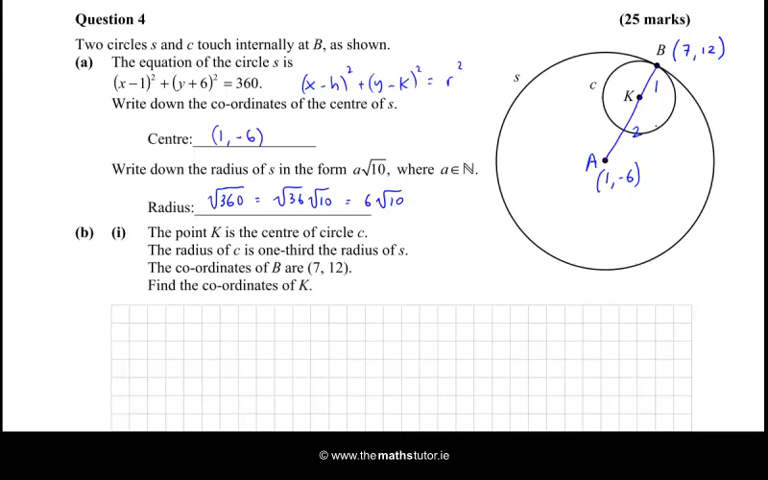 Question 4 (25 marks)
Two circles s and c touch internally at B, as shown.
B (7, 12)
(a) The equation of the circle s is
s
(x − 1)² + (y + 6)² = 360. (x − h)² + (y − k)² = r²
c
K
1
Write down the co-ordinates of the centre of s.
2
Centre: (1, −6)
A
(1, −6)
Write down the radius of s in the form a√10, where a ∈ ℕ.
Radius: √360 = √36 √10 = 6√10
(b) (i) The point K is the centre of circle c.
The radius of c is one-third the radius of s.
The co-ordinates of B are (7, 12).
Find the co-ordinates of K.
© www.themathstutor.ie